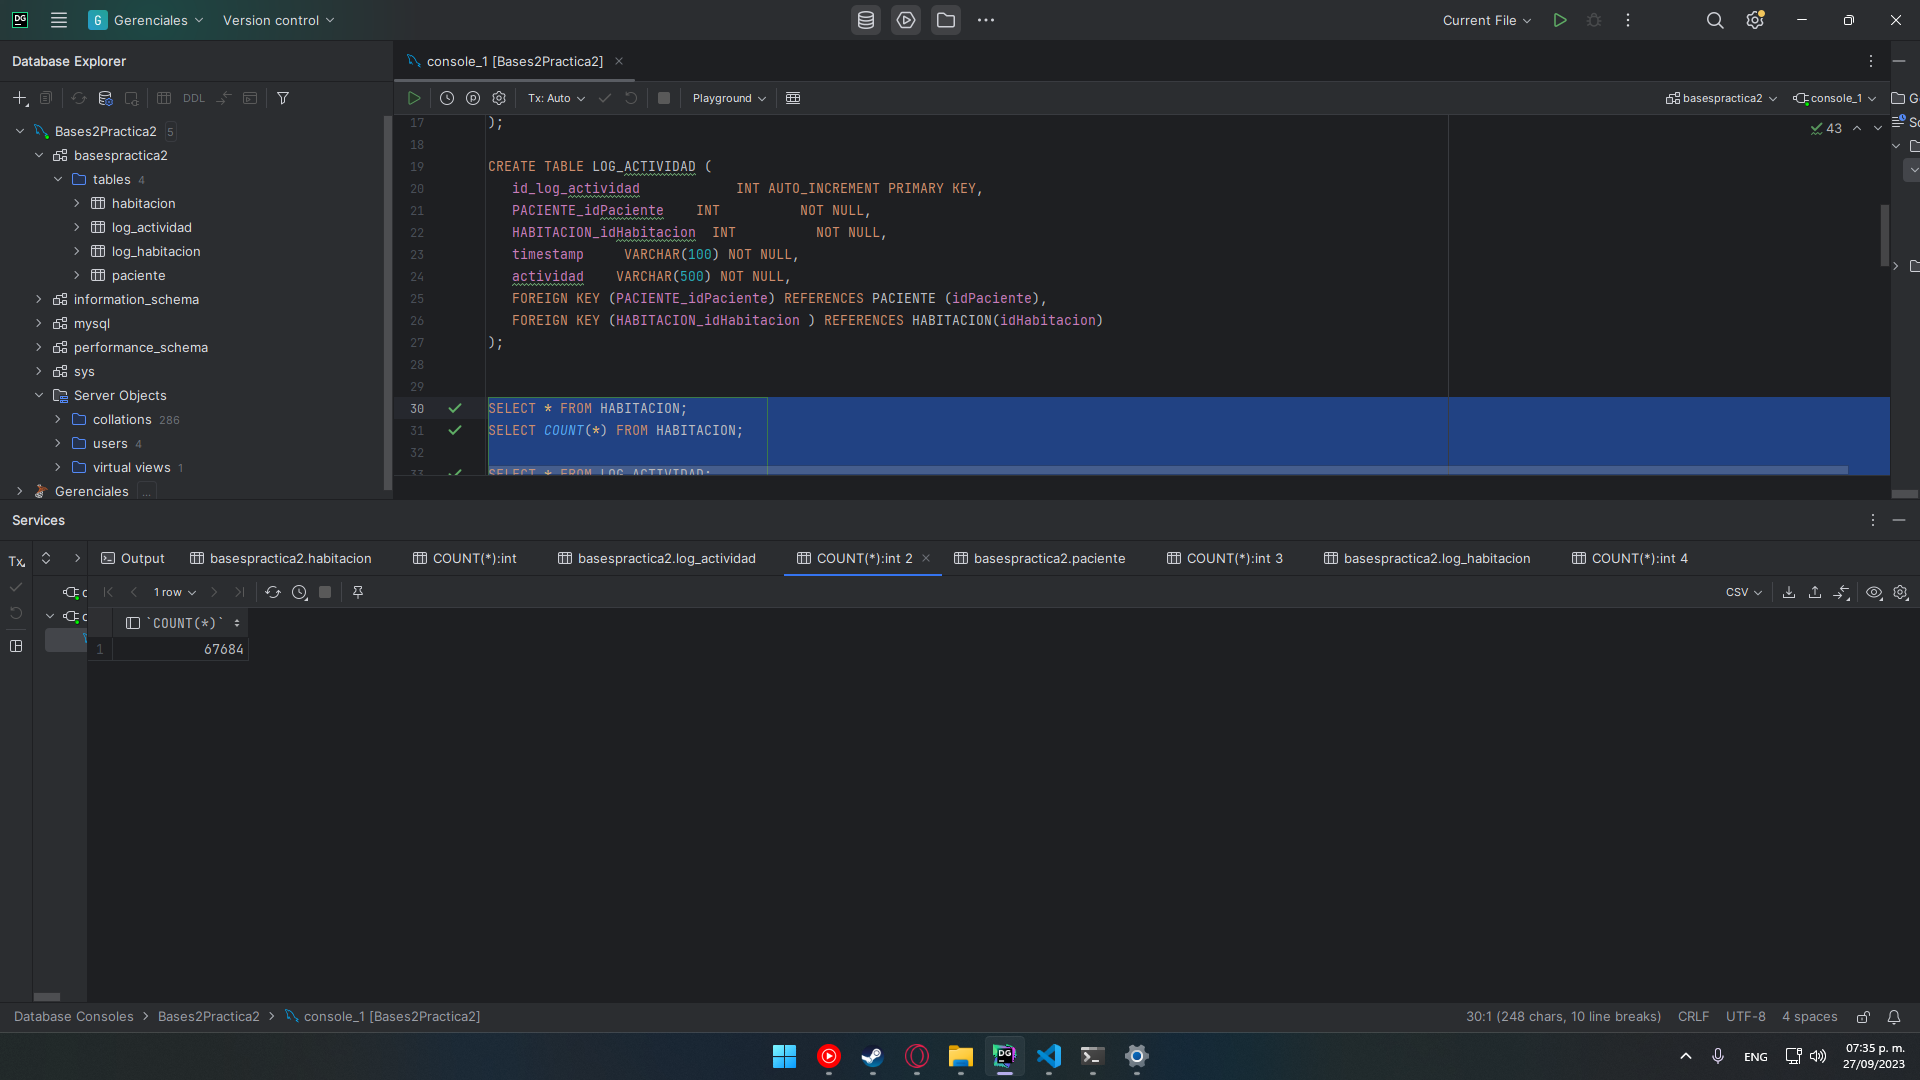 DG
G Gerenciales
Version control
Current File
Database Explorer
console_1 [Bases2Practica2]
DDL
Tx: Auto
Playground
basespractica2
console_1
Bases2Practica2 5
basespractica2
tables 4
habitacion
log_actividad
log_habitacion
paciente
information_schema
mysql
performance_schema
sys
Server Objects
collations 286
users 4
virtual views 1
Gerenciales ...
43
17 );
18
19 CREATE TABLE LOG_ACTIVIDAD (
20 id_log_actividad INT AUTO_INCREMENT PRIMARY KEY,
21 PACIENTE_idPaciente INT NOT NULL,
22 HABITACION_idHabitacion INT NOT NULL,
23 timestamp VARCHAR(100) NOT NULL,
24 actividad VARCHAR(500) NOT NULL,
25 FOREIGN KEY (PACIENTE_idPaciente) REFERENCES PACIENTE (idPaciente),
26 FOREIGN KEY (HABITACION_idHabitacion ) REFERENCES HABITACION(idHabitacion)
27 );
28
29
30 SELECT * FROM HABITACION;
31 SELECT COUNT(*) FROM HABITACION;
32
33 SELECT * FROM LOG_ACTIVIDAD;
Services
Tx
Output
basespractica2.habitacion
COUNT(*):int
basespractica2.log_actividad
COUNT(*):int 2
basespractica2.paciente
COUNT(*):int 3
basespractica2.log_habitacion
COUNT(*):int 4
1 row
CSV
`COUNT(*)`
1 67684
Database Consoles > Bases2Practica2 > console_1 [Bases2Practica2]
30:1 (248 chars, 10 line breaks)
CRLF
UTF-8
4 spaces
DG
ENG
07:35 p. m.
27/09/2023